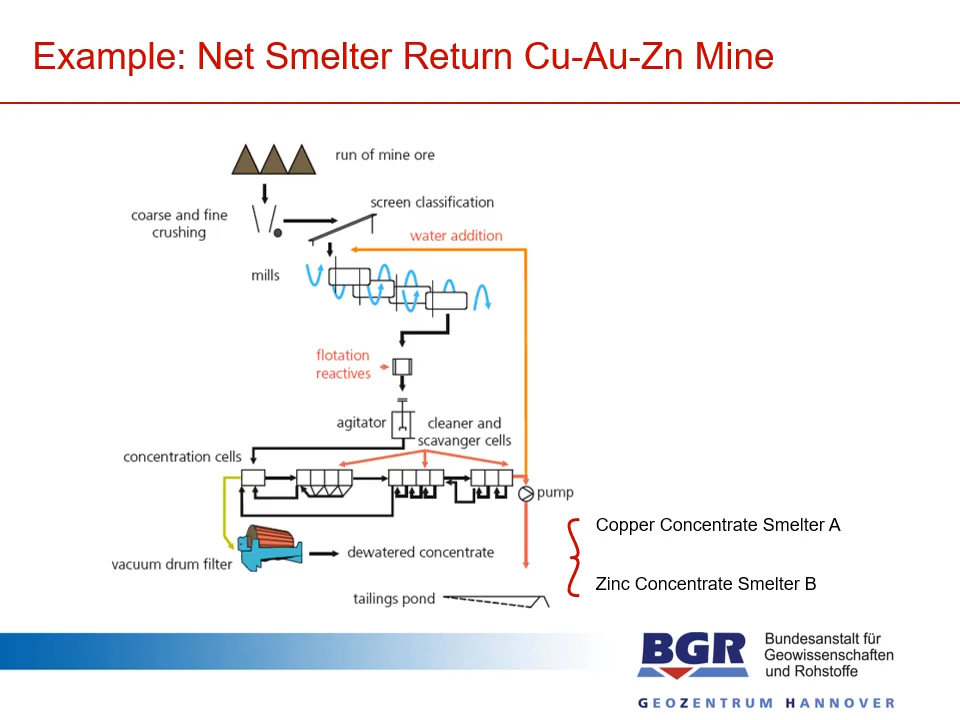 Example: Net Smelter Return Cu-Au-Zn Mine
run of mine ore
coarse and fine
crushing
screen classification
water addition
mills
flotation
reactives
agitator
cleaner and
scavanger cells
concentration cells
pump
Copper Concentrate Smelter A
dewatered concentrate
vacuum drum filter
Zinc Concentrate Smelter B
tailings pond
BGR
Bundesanstalt für
Geowissenschaften
und Rohstoffe
GEOZENTRUM HANNOVER